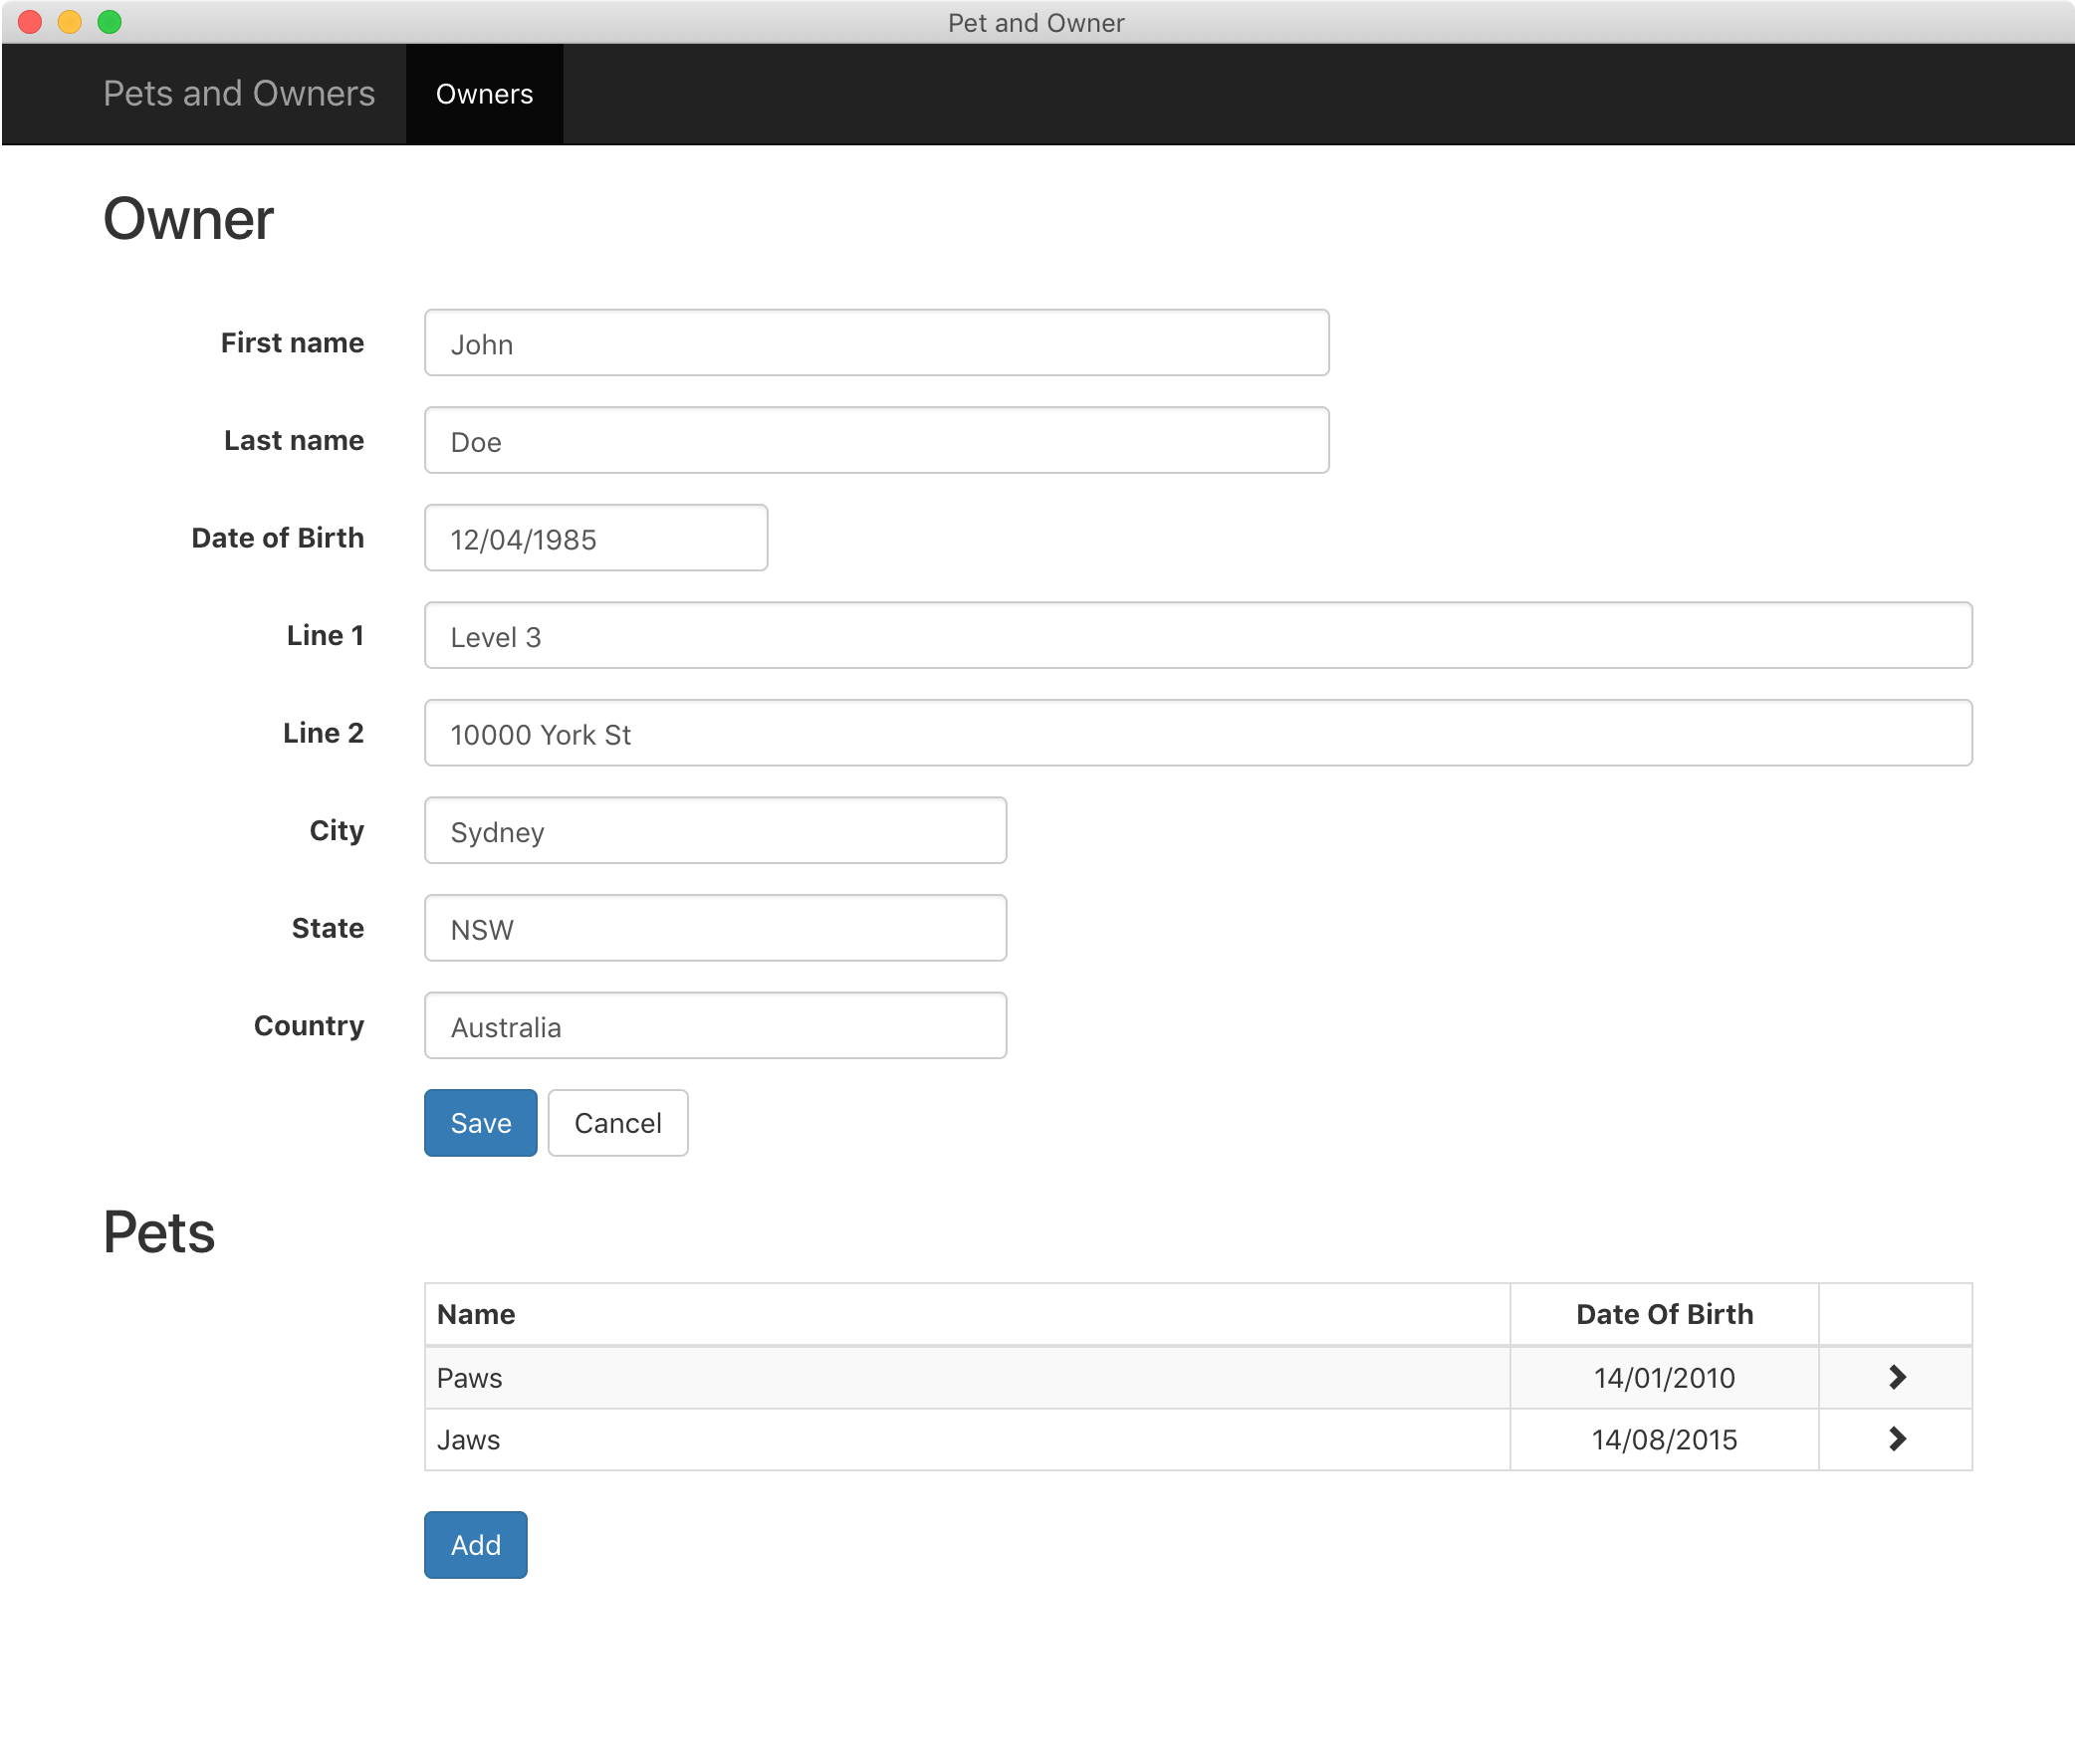 Pet and Owner
Pets and Owners Owners
Owner
First name John
Last name Doe
Date of Birth 12/04/1985
Line 1 Level 3
Line 2 10000 York St
City Sydney
State NSW
Country Australia
Save Cancel
Pets
Name Date Of Birth
Paws 14/01/2010
Jaws 14/08/2015
Add